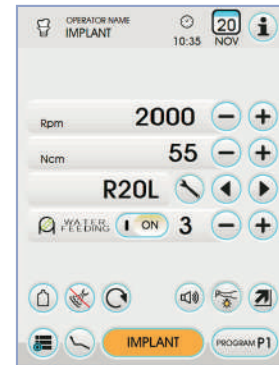 OPERATOR NAME
IMPLANT
10:35
20
NOV
i
Rpm 2000 - +
Ncm 55 - +
R20L
WATER FEEDING I ON 3 - +
IMPLANT
PROGRAM P1